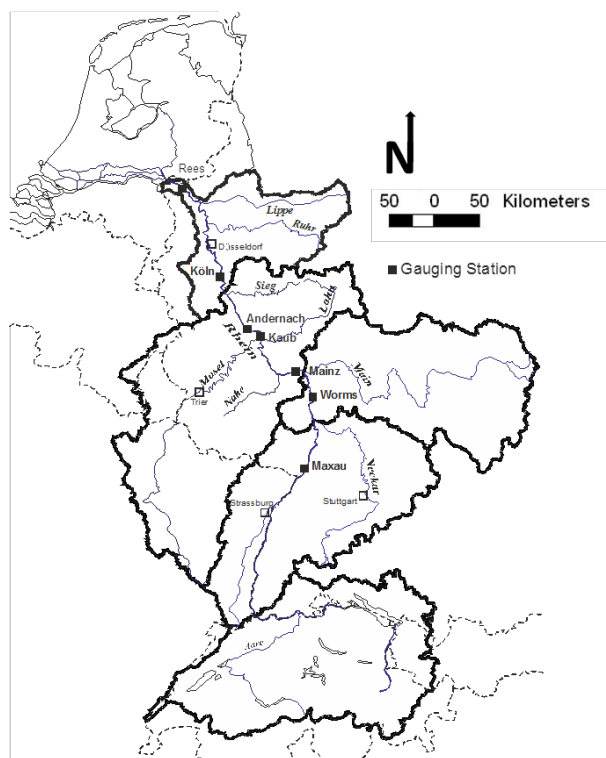 Rees
N
50 0 50 Kilometers
Lippe
Ruhr
Düsseldorf
Gauging Station
Köln
Sieg
Lahn
Andernach
Rhein
Kaub
Mosel
Mainz
Main
Trier
Nahe
Worms
Maxau
Neckar
Strassburg
Stuttgart
Aare